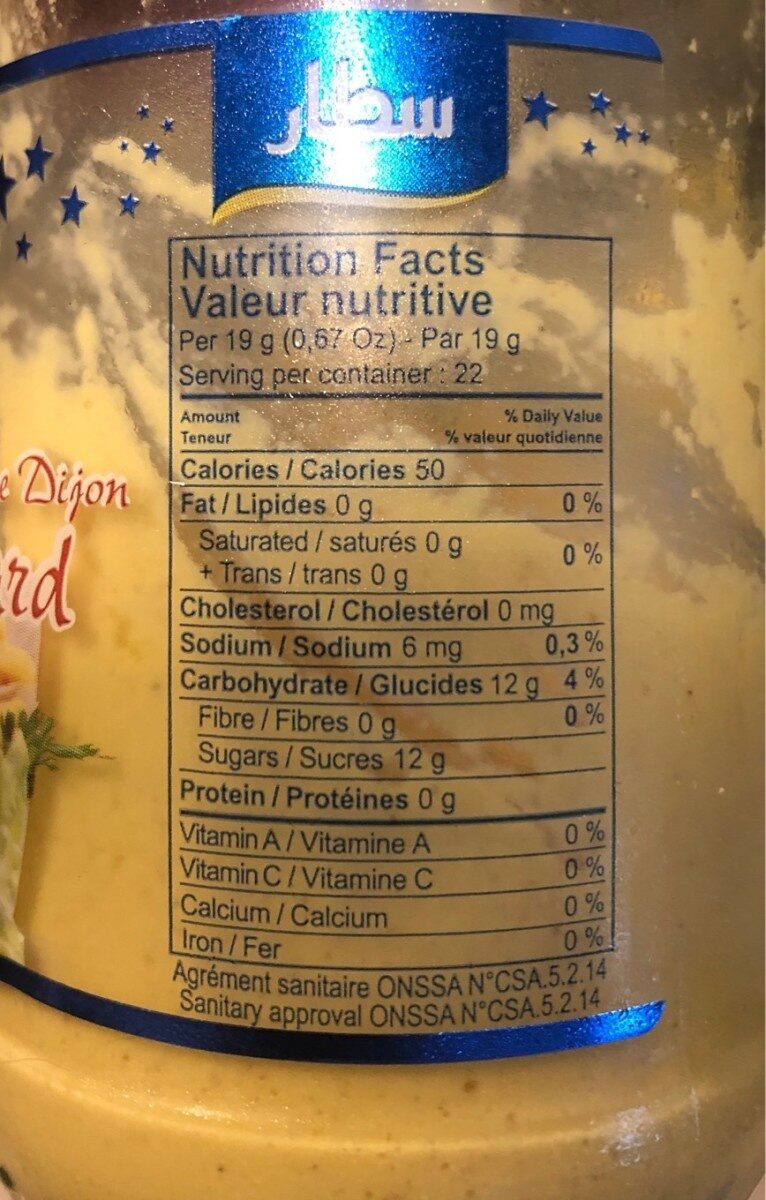 سطار
Nutrition Facts
Valeur nutritive
Per 19 g (0,67 Oz) - Par 19 g
Serving per container : 22
Amount % Daily Value
Teneur % valeur quotidienne
Calories / Calories 50
Fat / Lipides 0 g 0 %
Saturated / saturés 0 g
+ Trans / trans 0 g 0 %
Cholesterol / Cholestérol 0 mg
Sodium / Sodium 6 mg 0,3 %
Carbohydrate / Glucides 12 g 4 %
Fibre / Fibres 0 g 0 %
Sugars / Sucres 12 g
Protein / Protéines 0 g
Vitamin A / Vitamine A 0 %
Vitamin C / Vitamine C 0 %
Calcium / Calcium 0 %
Iron / Fer 0 %
Agrément sanitaire ONSSA N°CSA.5.2.14
Sanitary approval ONSSA N°CSA.5.2.14
e Dijon
rd